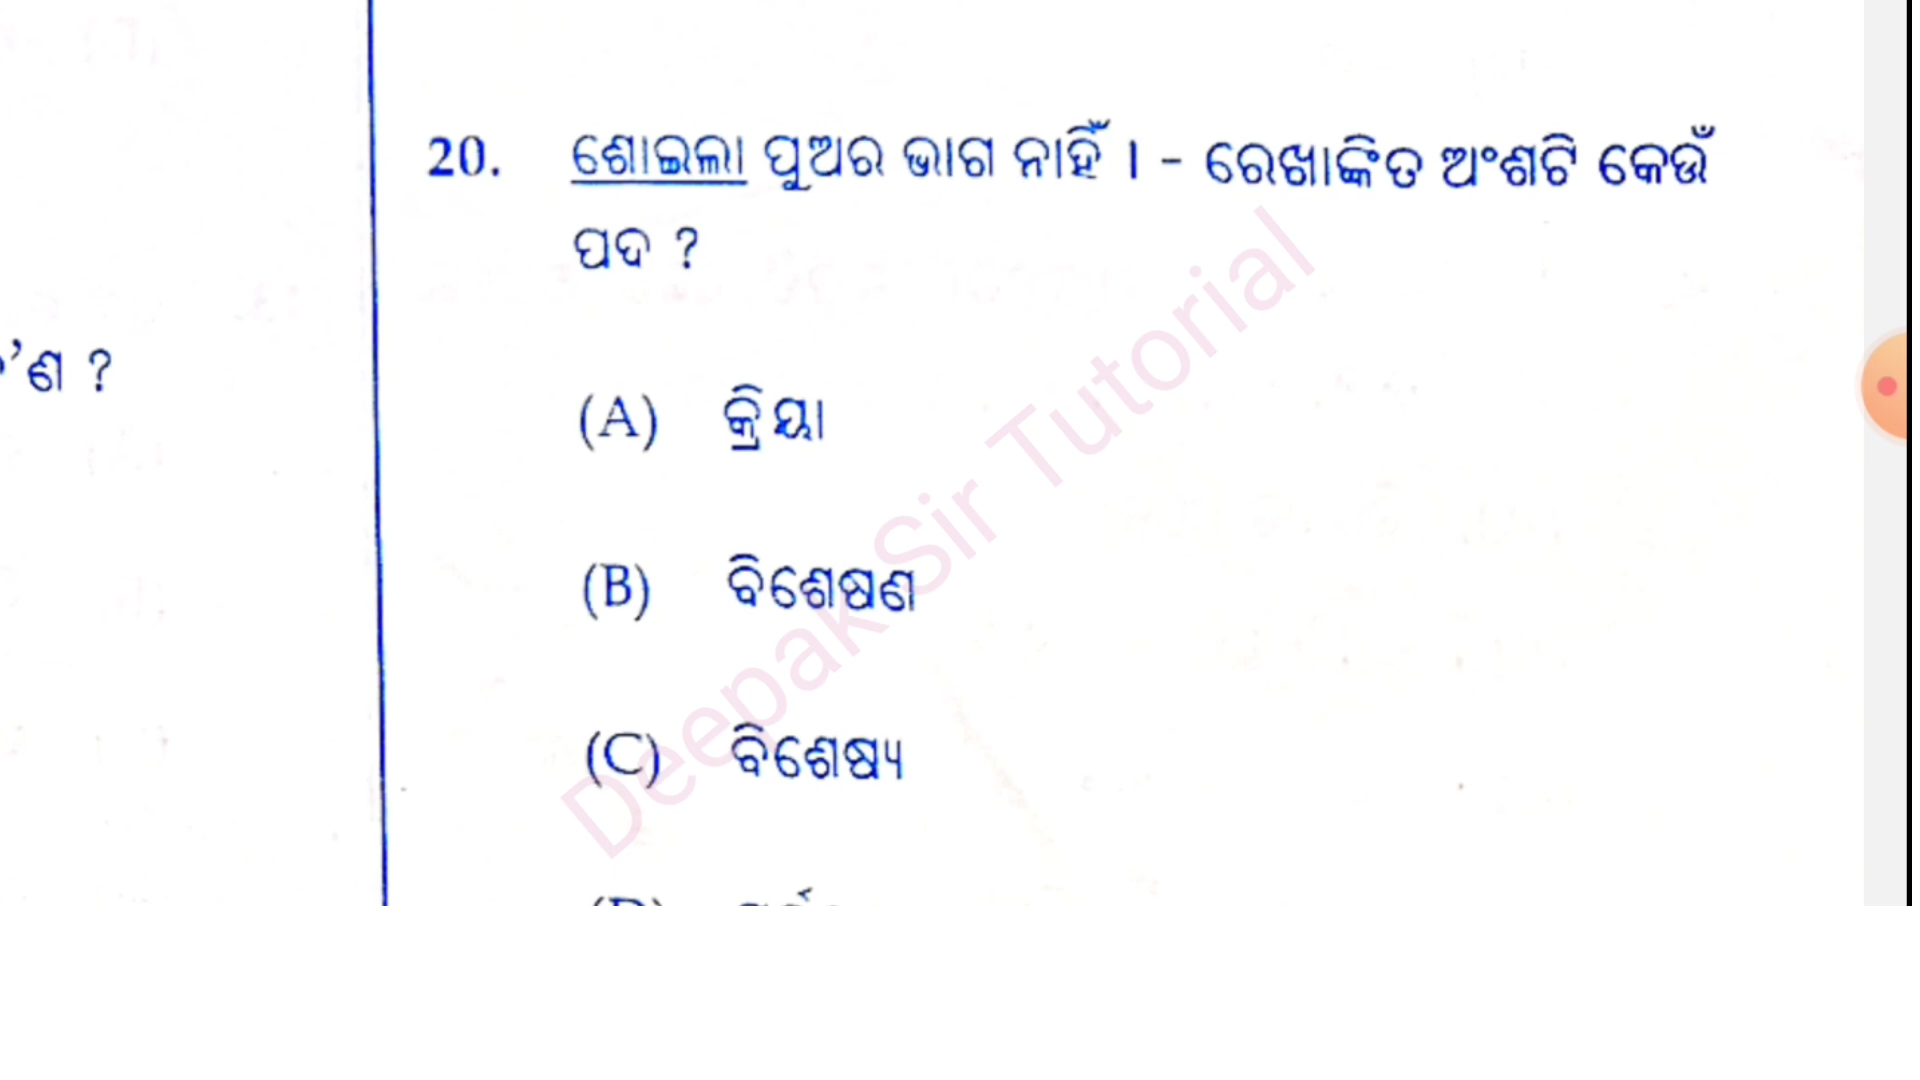 20. ଶୋଇଲା ପୁଅର ଭାଗ ନାହିଁ । - ରେଖାଙ୍କିତ ଅଂଶଟି କେଉଁ
ପଦ ?
'ଣ ?
(A) କ୍ରିୟା
(B) ବିଶେଷଣ
(C) ବିଶେଷ୍ୟ
Deepak Sir Tutorial